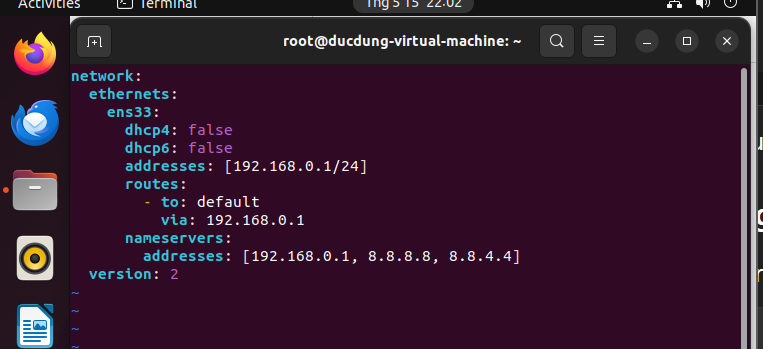 Activities Terminal Thg 5 15 22:02
root@ducdung-virtual-machine: ~
network:
  ethernets:
    ens33:
      dhcp4: false
      dhcp6: false
      addresses: [192.168.0.1/24]
      routes:
        - to: default
          via: 192.168.0.1
      nameservers:
        addresses: [192.168.0.1, 8.8.8.8, 8.8.4.4]
  version: 2
~
~
~
~